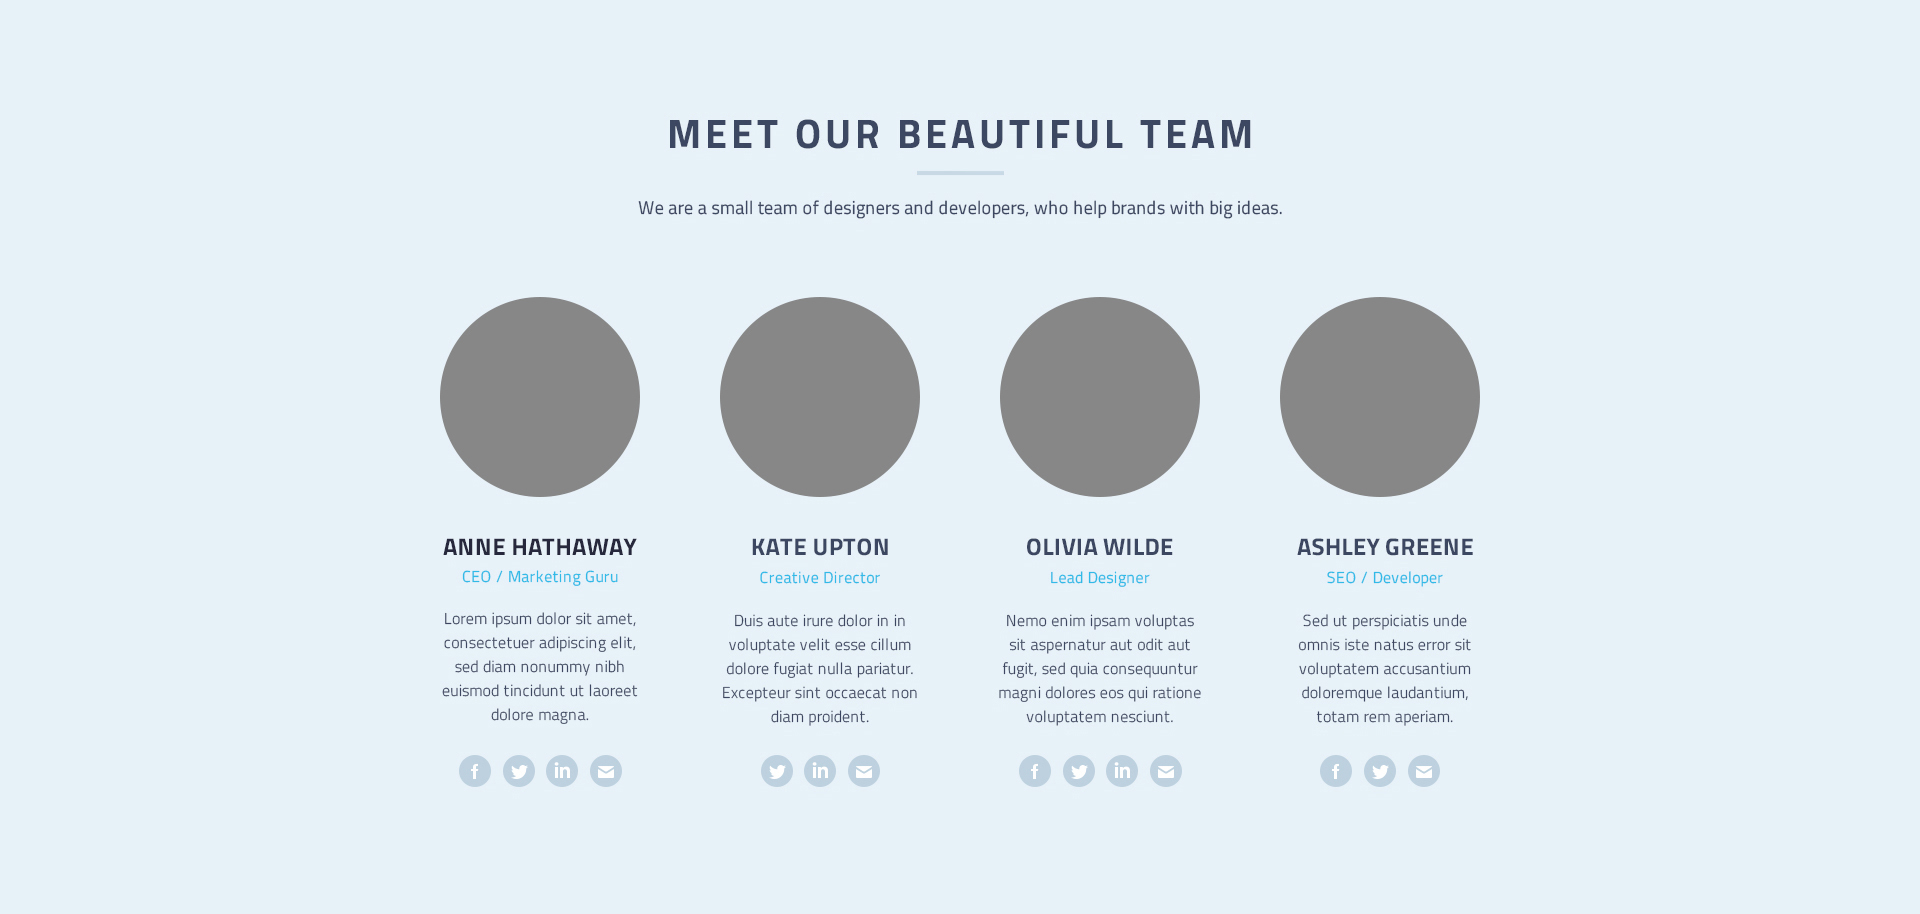 MEET OUR BEAUTIFUL TEAM
We are a small team of designers and developers, who help brands with big ideas.
ANNE HATHAWAY
CEO / Marketing Guru
Lorem ipsum dolor sit amet,
consectetuer adipiscing elit,
sed diam nonummy nibh
euismod tincidunt ut laoreet
dolore magna.
KATE UPTON
Creative Director
Duis aute irure dolor in in
voluptate velit esse cillum
dolore fugiat nulla pariatur.
Excepteur sint occaecat non
diam proident.
OLIVIA WILDE
Lead Designer
Nemo enim ipsam voluptas
sit aspernatur aut odit aut
fugit, sed quia consequuntur
magni dolores eos qui ratione
voluptatem nesciunt.
ASHLEY GREENE
SEO / Developer
Sed ut perspiciatis unde
omnis iste natus error sit
voluptatem accusantium
doloremque laudantium,
totam rem aperiam.